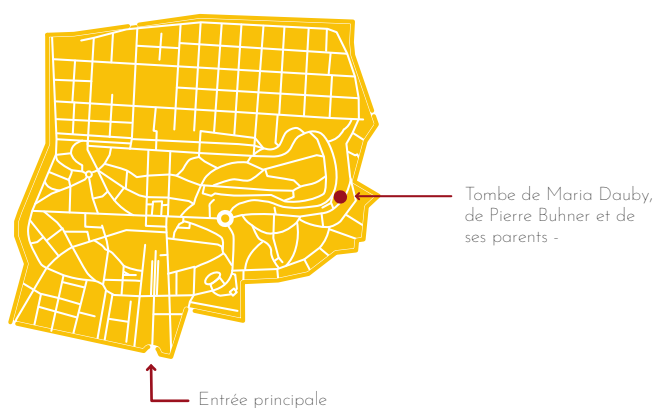 Tombe de Maria Dauby,
de Pierre Buhner et de
ses parents -
Entrée principale